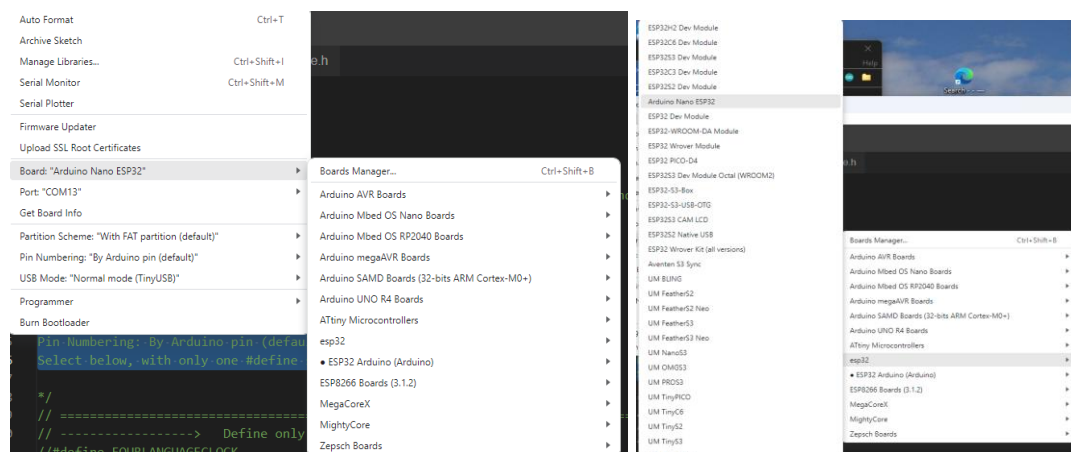 Auto Format Ctrl+T
Archive Sketch
Manage Libraries... Ctrl+Shift+I
Serial Monitor Ctrl+Shift+M
Serial Plotter
Firmware Updater
Upload SSL Root Certificates
Board: "Arduino Nano ESP32"
Port: "COM13"
Get Board Info
Partition Scheme: "With FAT partition (default)"
Pin Numbering: "By Arduino pin (default)"
USB Mode: "Normal mode (TinyUSB)"
Programmer
Burn Bootloader
e.h
Boards Manager... Ctrl+Shift+B
Arduino AVR Boards
Arduino Mbed OS Nano Boards
Arduino Mbed OS RP2040 Boards
Arduino megaAVR Boards
Arduino SAMD Boards (32-bits ARM Cortex-M0+)
Arduino UNO R4 Boards
ATtiny Microcontrollers
esp32
● ESP32 Arduino (Arduino)
ESP8266 Boards (3.1.2)
MegaCoreX
MightyCore
Zepsch Boards
Pin Numbering: By Arduino pin (defau
Select below, with only one #define
*/
// ==================================
// ------------------> Define only
//#define FOURLANGUAGECLOCK
ESP32H2 Dev Module
ESP32C6 Dev Module
ESP32S3 Dev Module
ESP32C3 Dev Module
ESP32S2 Dev Module
Arduino Nano ESP32
ESP32 Dev Module
ESP32-WROOM-DA Module
ESP32 Wrover Module
ESP32 PICO-D4
ESP32S3 Dev Module Octal (WROOM2)
ESP32-S3-Box
ESP32-S3-USB-OTG
ESP32S3 CAM LCD
ESP32S2 Native USB
ESP32 Wrover Kit (all versions)
Aventen S3 Sync
UM BLING
UM FeatherS2
UM FeatherS2 Neo
UM FeatherS3
UM FeatherS3 Neo
UM NanoS3
UM OMGS3
UM PROS3
UM TinyPICO
UM TinyC6
UM TinyS2
UM TinyS3
Help
Search
e.h
Boards Manager... Ctrl+Shift+B
Arduino AVR Boards
Arduino Mbed OS Nano Boards
Arduino Mbed OS RP2040 Boards
Arduino megaAVR Boards
Arduino SAMD Boards (32-bits ARM Cortex-M0+)
Arduino UNO R4 Boards
ATtiny Microcontrollers
esp32
● ESP32 Arduino (Arduino)
ESP8266 Boards (3.1.2)
MegaCoreX
MightyCore
Zepsch Boards